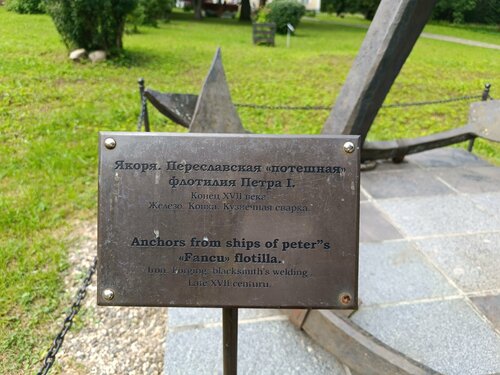 Якоря. Переславская «потешная»
флотилия Петра I.
Конец XVII века
Железо. Ковка. Кузнечная сварка.
Anchors from ships of peter"s
«Fancu» flotilla.
Iron. Forging, blacksmith's welding.
Late XVII centuru.